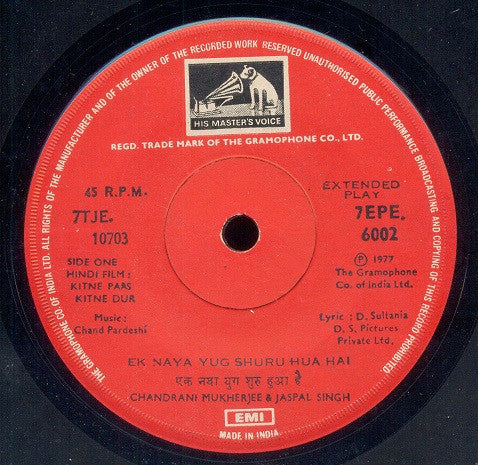 ALL RIGHTS OF THE MANUFACTURER AND OF THE OWNER OF THE RECORDED WORK RESERVED UNAUTHORISED PUBLIC PERFORMANCE BROADCASTING AND COPYING OF THIS RECORD PROHIBITED
THE GRAMOPHONE CO. OF INDIA LTD.
HIS MASTER'S VOICE
REGD. TRADE MARK OF THE GRAMOPHONE CO., LTD.
45 R.P.M.
7TJE.
10703
SIDE ONE
HINDI FILM :
KITNE PAAS
KITNE DUR
Music :
Chand Pardeshi
EXTENDED
PLAY
7EPE.
6002
Ⓟ 1977
The Gramophone
Co. of India Ltd.
Lyric : D. Sultania
D. S. Pictures
Private Ltd.
EK NAYA YUG SHURU HUA HAI
एक नया युग शुरु हुआ है
CHANDRANI MUKHERJEE & JASPAL SINGH
EMI
MADE IN INDIA